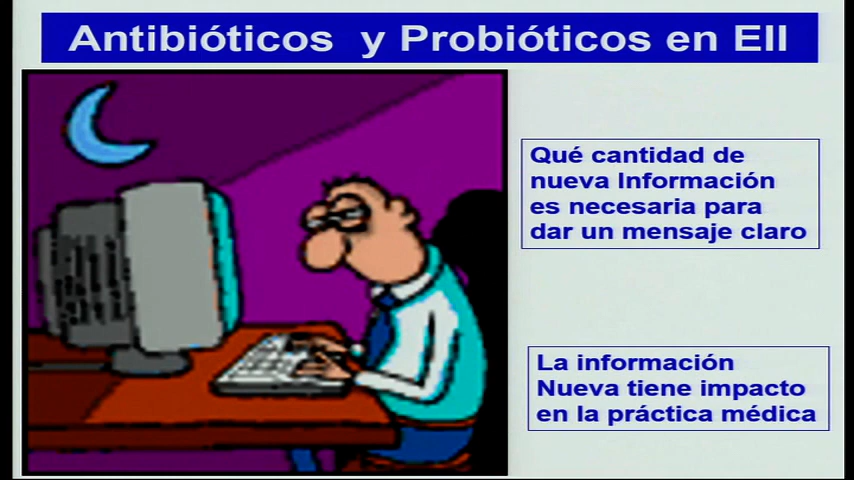 Antibióticos y Probióticos en EII
Qué cantidad de
nueva Información
es necesaria para
dar un mensaje claro
La información
Nueva tiene impacto
en la práctica médica